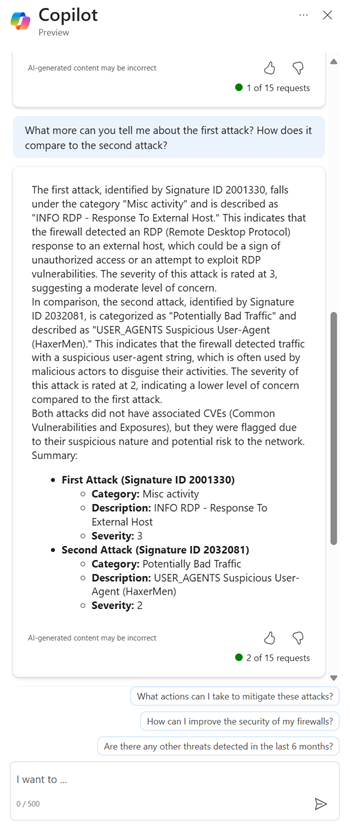 Copilot
Preview
AI-generated content may be incorrect
1 of 15 requests
What more can you tell me about the first attack? How does it
compare to the second attack?
The first attack, identified by Signature ID 2001330, falls
under the category "Misc activity" and is described as
"INFO RDP - Response To External Host." This indicates that
the firewall detected an RDP (Remote Desktop Protocol)
response to an external host, which could be a sign of
unauthorized access or an attempt to exploit RDP
vulnerabilities. The severity of this attack is rated at 3,
suggesting a moderate level of concern.
In comparison, the second attack, identified by Signature
ID 2032081, is categorized as "Potentially Bad Traffic" and
described as "USER_AGENTS Suspicious User-Agent
(HaxerMen)." This indicates that the firewall detected traffic
with a suspicious user-agent string, which is often used by
malicious actors to disguise their activities. The severity of
this attack is rated at 2, indicating a lower level of concern
compared to the first attack.
Both attacks did not have associated CVEs (Common
Vulnerabilities and Exposures), but they were flagged due
to their suspicious nature and potential risk to the network.
Summary:
• First Attack (Signature ID 2001330)
○ Category: Misc activity
○ Description: INFO RDP - Response To
External Host
○ Severity: 3
• Second Attack (Signature ID 2032081)
○ Category: Potentially Bad Traffic
○ Description: USER_AGENTS Suspicious User-
Agent (HaxerMen)
○ Severity: 2
AI-generated content may be incorrect
2 of 15 requests
What actions can I take to mitigate these attacks?
How can I improve the security of my firewalls?
Are there any other threats detected in the last 6 months?
I want to ...
0 / 500